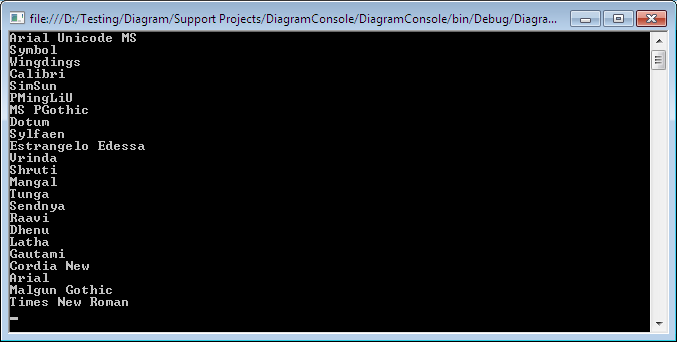 file:///D:/Testing/Diagram/Support Projects/DiagramConsole/DiagramConsole/bin/Debug/Diagra...
Arial Unicode MS
Symbol
Wingdings
Calibri
SimSun
PMingLiU
MS PGothic
Dotum
Sylfaen
Estrangelo Edessa
Vrinda
Shruti
Mangal
Tunga
Sendnya
Raavi
Dhenu
Latha
Gautami
Cordia New
Arial
Malgun Gothic
Times New Roman